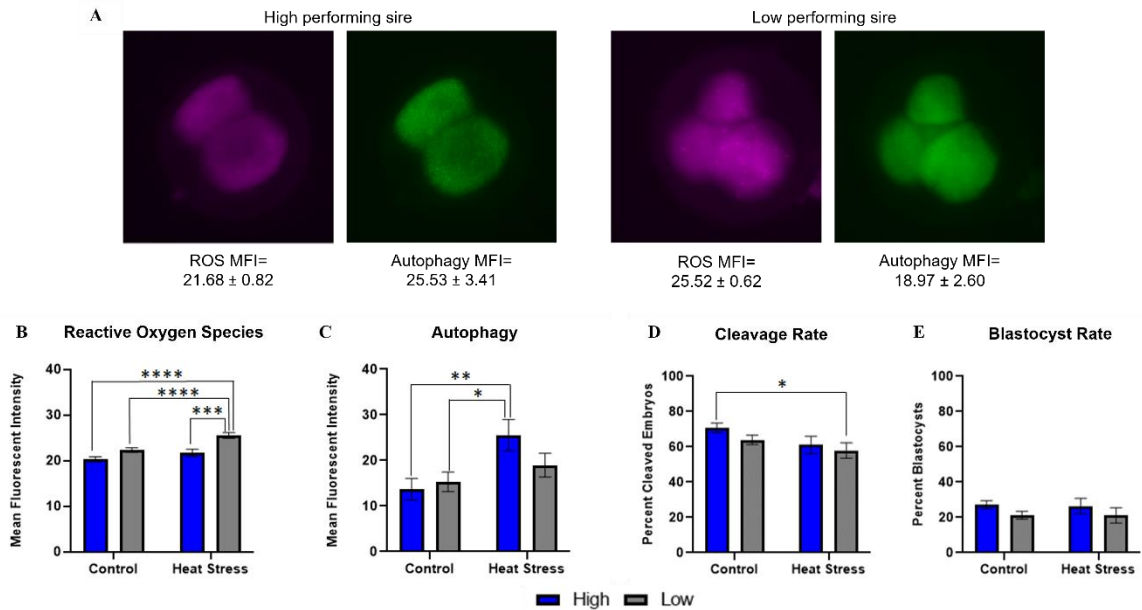 A
High performing sire
Low performing sire
ROS MFI=
21.68 ± 0.82
Autophagy MFI=
25.53 ± 3.41
ROS MFI=
25.52 ± 0.62
Autophagy MFI=
18.97 ± 2.60
B
Reactive Oxygen Species
Mean Fluorescent Intensity
40
30
20
10
0
****
****
***
Control
Heat Stress
C
Autophagy
Mean Fluorescent Intensity
40
30
20
10
0
**
*
Control
Heat Stress
D
Cleavage Rate
Percent Cleaved Embryos
100
80
60
40
20
0
*
Control
Heat Stress
E
Blastocyst Rate
Percent Blastocysts
100
80
60
40
20
0
Control
Heat Stress
High
Low